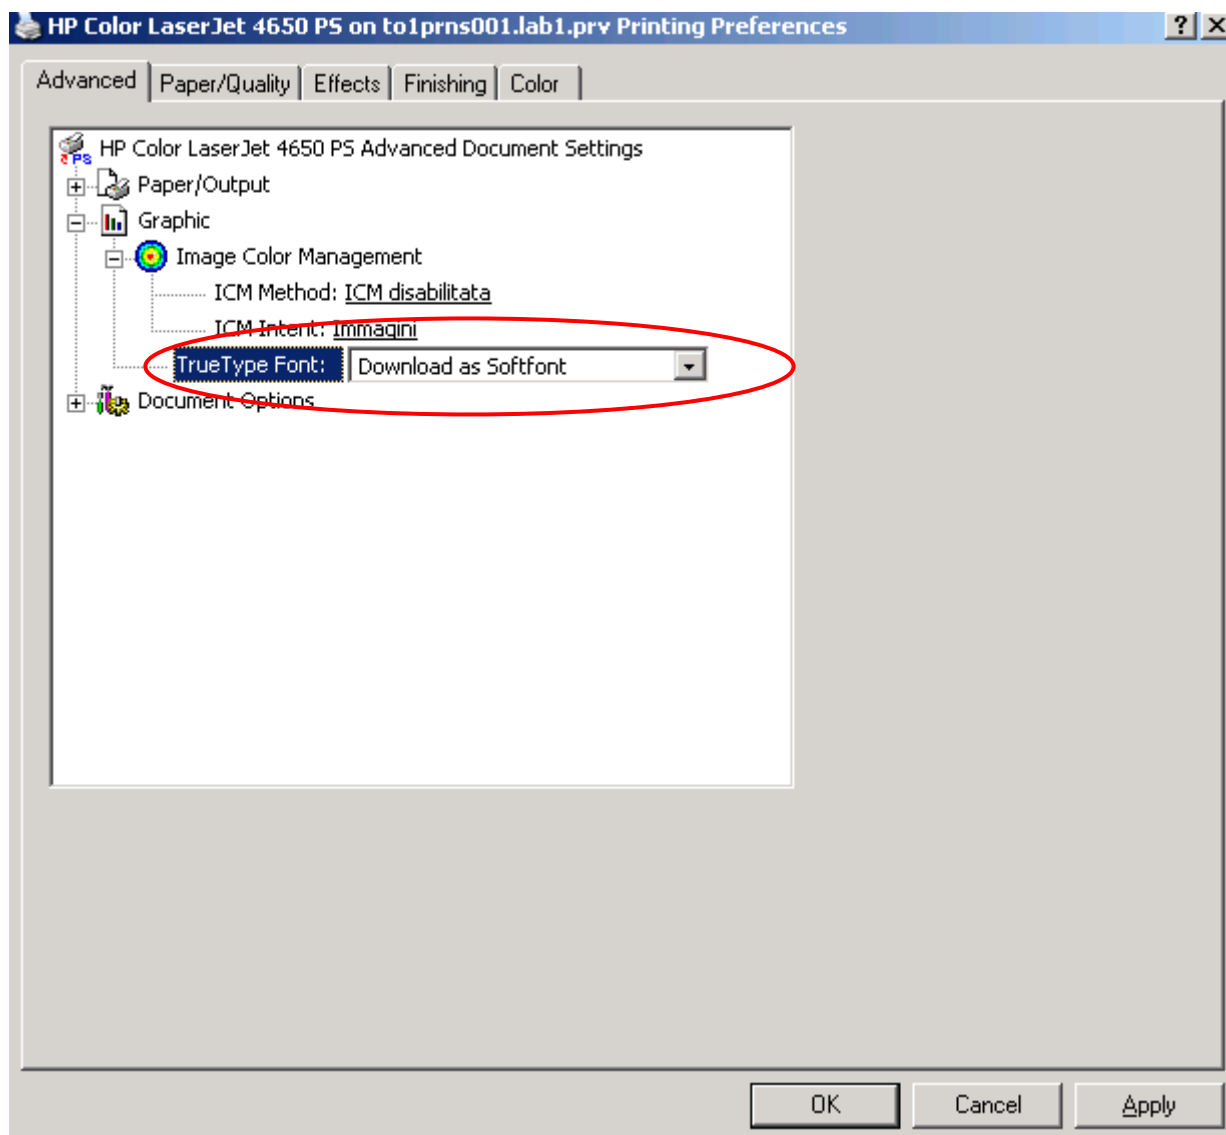 HP Color LaserJet 4650 PS on to1prns001.lab1.prv Printing Preferences
Advanced Paper/Quality Effects Finishing Color
HP Color LaserJet 4650 PS Advanced Document Settings
Paper/Output
Graphic
Image Color Management
ICM Method: ICM disabilitata
ICM Intent: Immagini
TrueType Font: Download as Softfont
Document Options
OK Cancel Apply